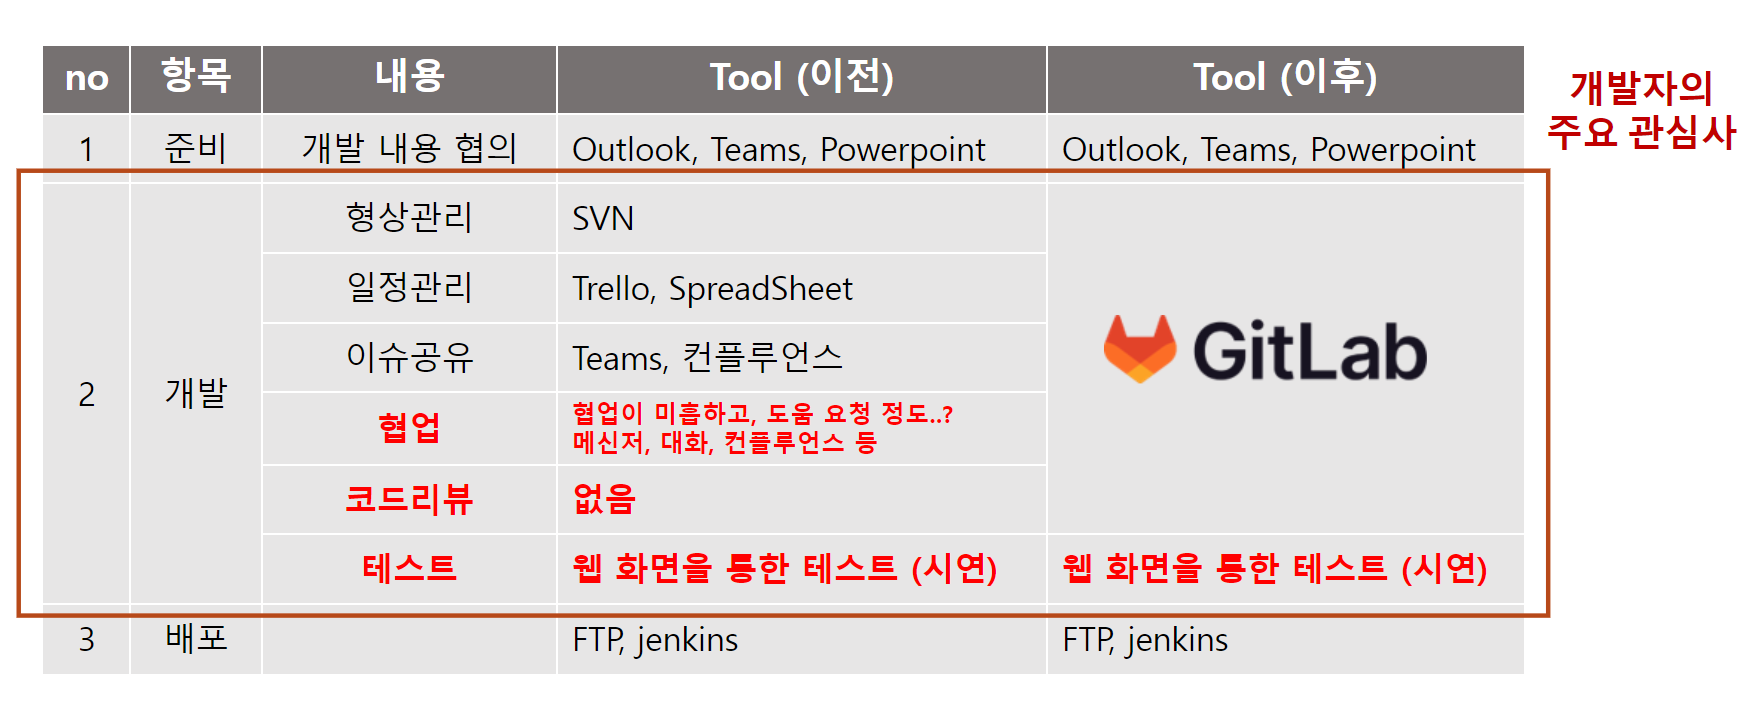 no 항목 내용 Tool (이전) Tool (이후)
개발자의
주요 관심사
1 준비 개발 내용 협의 Outlook, Teams, Powerpoint Outlook, Teams, Powerpoint
2 개발
형상관리 SVN
일정관리 Trello, SpreadSheet
이슈공유 Teams, 컨플루언스
협업 협업이 미흡하고, 도움 요청 정도..?
메신저, 대화, 컨플루언스 등
코드리뷰 없음
GitLab
테스트 웹 화면을 통한 테스트 (시연) 웹 화면을 통한 테스트 (시연)
3 배포 FTP, jenkins FTP, jenkins